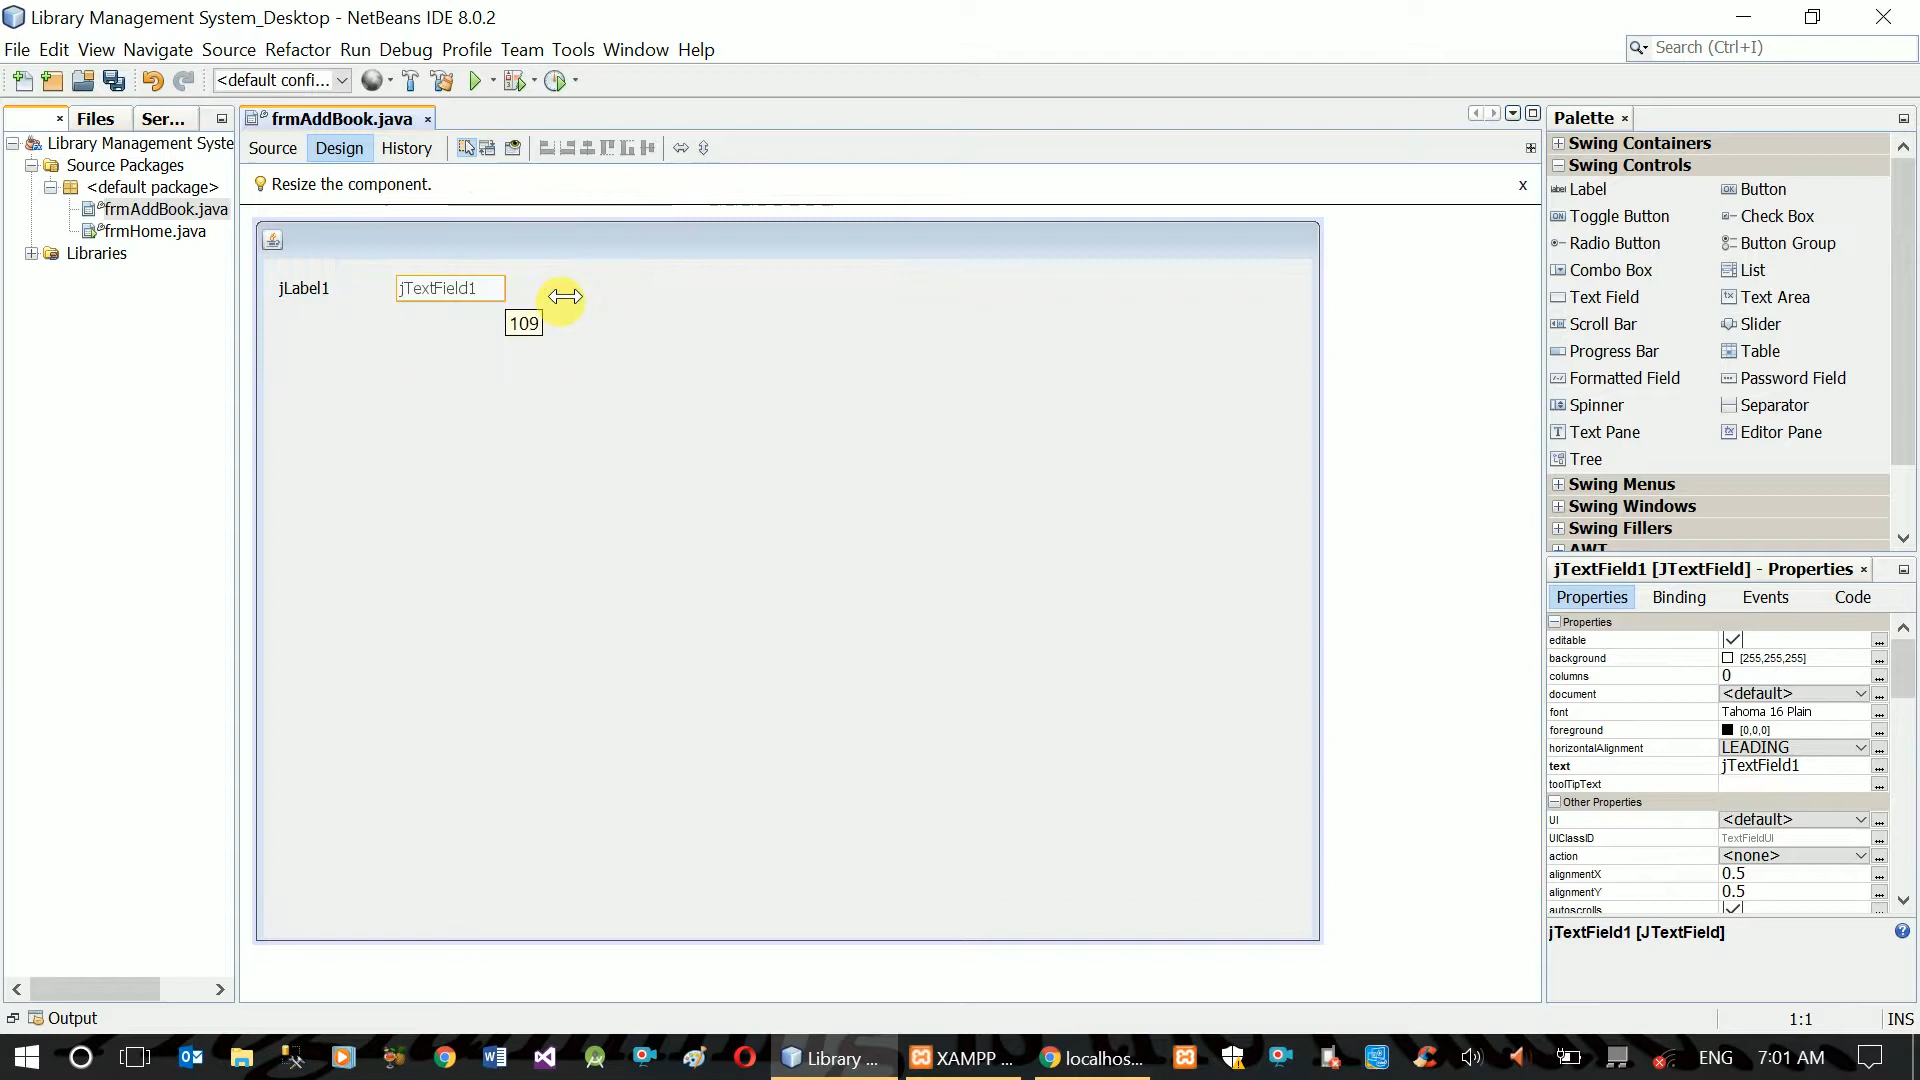 Library Management System_Desktop - NetBeans IDE 8.0.2
File Edit View Navigate Source Refactor Run Debug Profile Team Tools Window Help
Search (Ctrl+I)
<default confi...
Files
Ser...
frmAddBook.java
Palette
Library Management Syste
Source Packages
<default package>
frmAddBook.java
frmHome.java
Libraries
Source Design History
Resize the component.
x
jLabel1
jTextField1
109
Swing Containers
Swing Controls
Label
Button
Toggle Button
Check Box
Radio Button
Button Group
Combo Box
List
Text Field
Text Area
Scroll Bar
Slider
Progress Bar
Table
Formatted Field
Password Field
Spinner
Separator
Text Pane
Editor Pane
Tree
Swing Menus
Swing Windows
Swing Fillers
AWT
jTextField1 [JTextField] - Properties
Properties Binding Events Code
Properties
editable
background [255,255,255]
columns 0
document <default>
font Tahoma 16 Plain
foreground [0,0,0]
horizontalAlignment LEADING
text jTextField1
toolTipText
Other Properties
UI <default>
UIClassID TextFieldUI
action <none>
alignmentX 0.5
alignmentY 0.5
autoscrolls
jTextField1 [JTextField]
Output
1:1
INS
Library ...
XAMPP ...
localhos...
ENG
7:01 AM